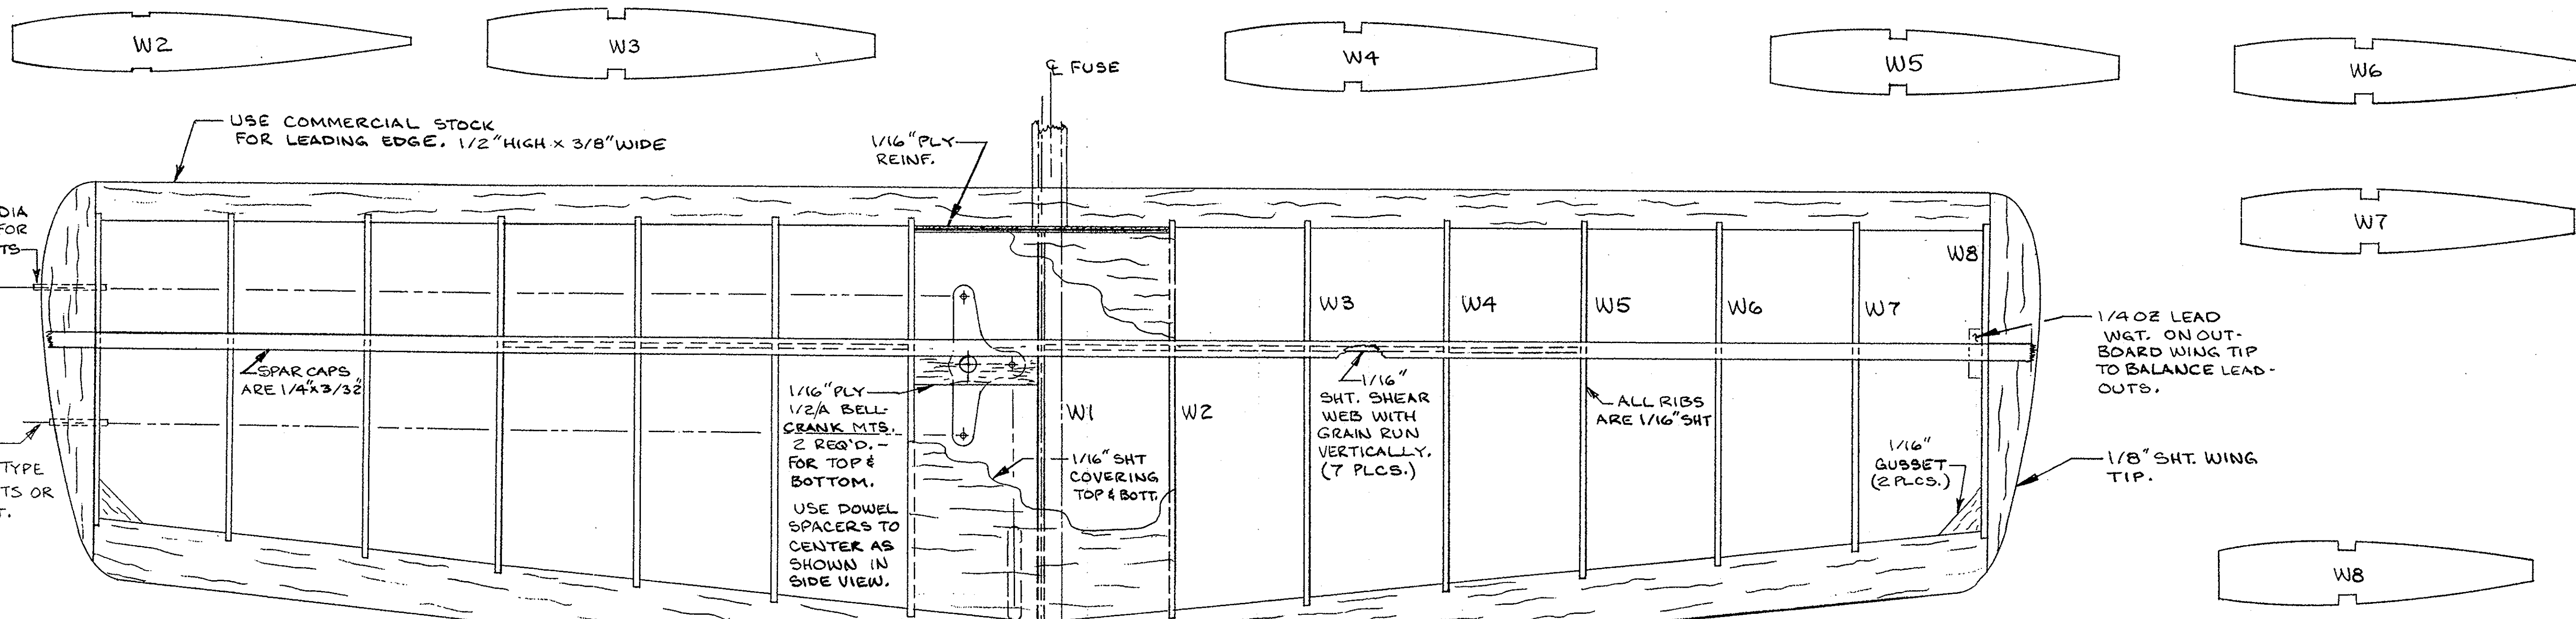 W2
W3
W4
W5
W6
℄ FUSE
USE COMMERCIAL STOCK
FOR LEADING EDGE. 1/2" HIGH x 3/8" WIDE
1/16" PLY
REINF.
DIA
FOR
TS
W7
W8
W3
W4
W5
W6
W7
SPAR CAPS
ARE 1/4"x3/32"
1/16" PLY
1/2/A BELL-
CRANK MTS.
2 REQ'D. -
FOR TOP &
BOTTOM.
USE DOWEL
SPACERS TO
CENTER AS
SHOWN IN
SIDE VIEW.
W1
W2
1/16" SHT
COVERING
TOP & BOTT.
1/16"
SHT. SHEAR
WEB WITH
GRAIN RUN
VERTICALLY.
(7 PLCS.)
ALL RIBS
ARE 1/16" SHT
1/16"
GUSSET
(2 PLCS.)
1/4 OZ LEAD
WGT. ON OUT-
BOARD WING TIP
TO BALANCE LEAD-
OUTS.
1/8" SHT. WING
TIP.
TYPE
TS OR
T.
W8